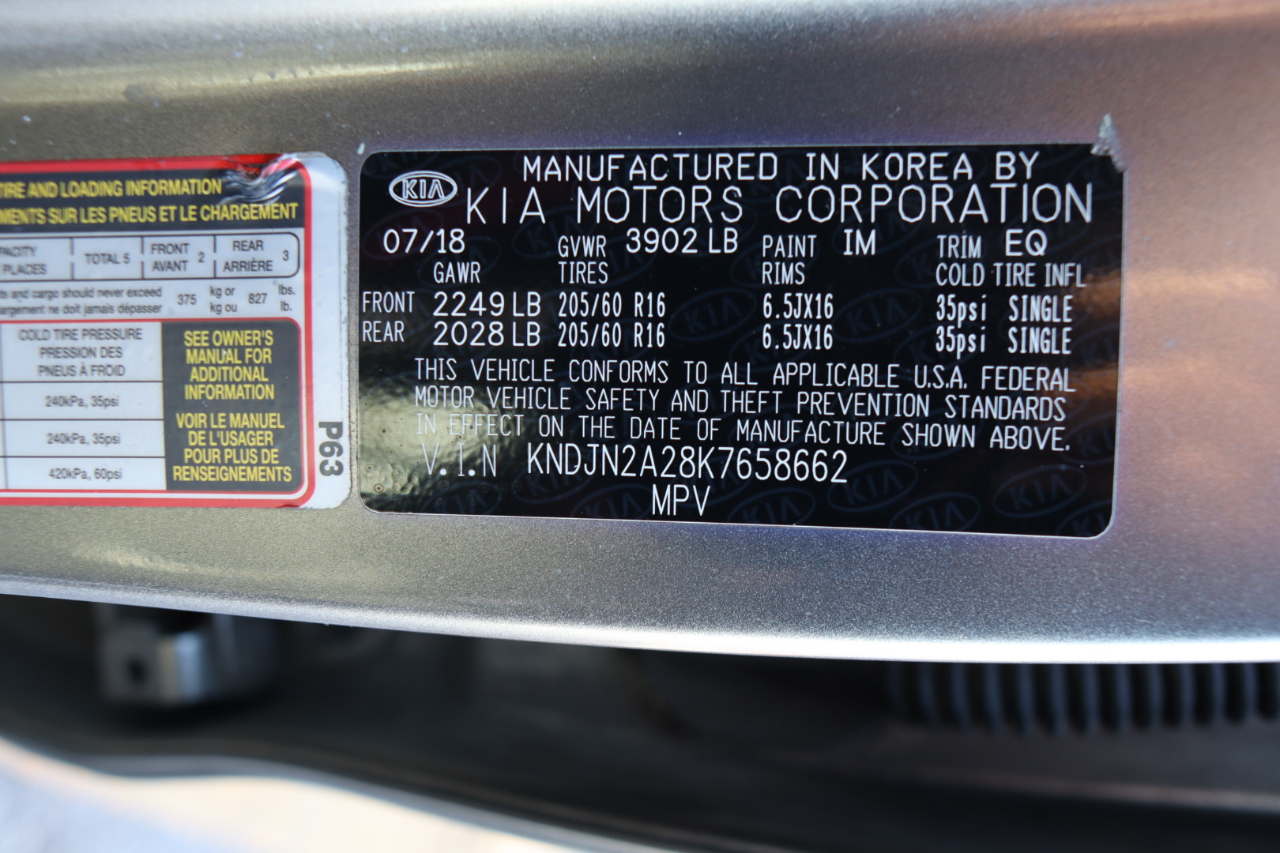 TIRE AND LOADING INFORMATION
EMENTS SUR LES PNEUS ET LE CHARGEMENT
PACITY TOTAL 5 FRONT 2 REAR 3
PLACES AVANT ARRIÈRE
ts and cargo should never exceed 375 kg or 827 lbs.
argement ne doit jamais dépasser kg ou lb.
COLD TIRE PRESSURE
PRESSION DES
PNEUS À FROID
240kPa, 35psi
240kPa, 35psi
420kPa, 60psi
SEE OWNER'S
MANUAL FOR
ADDITIONAL
INFORMATION
VOIR LE MANUEL
DE L'USAGER
POUR PLUS DE
RENSEIGNEMENTS
P63
MANUFACTURED IN KOREA BY
KIA KIA MOTORS CORPORATION
07/18 GVWR 3902 LB PAINT IM TRIM EQ
GAWR TIRES RIMS COLD TIRE INFL
FRONT 2249 LB 205/60 R16 6.5JX16 35psi SINGLE
REAR 2028 LB 205/60 R16 6.5JX16 35psi SINGLE
THIS VEHICLE CONFORMS TO ALL APPLICABLE U.S.A. FEDERAL
MOTOR VEHICLE SAFETY AND THEFT PREVENTION STANDARDS
IN EFFECT ON THE DATE OF MANUFACTURE SHOWN ABOVE.
V.I.N KNDJN2A28K7658662
MPV